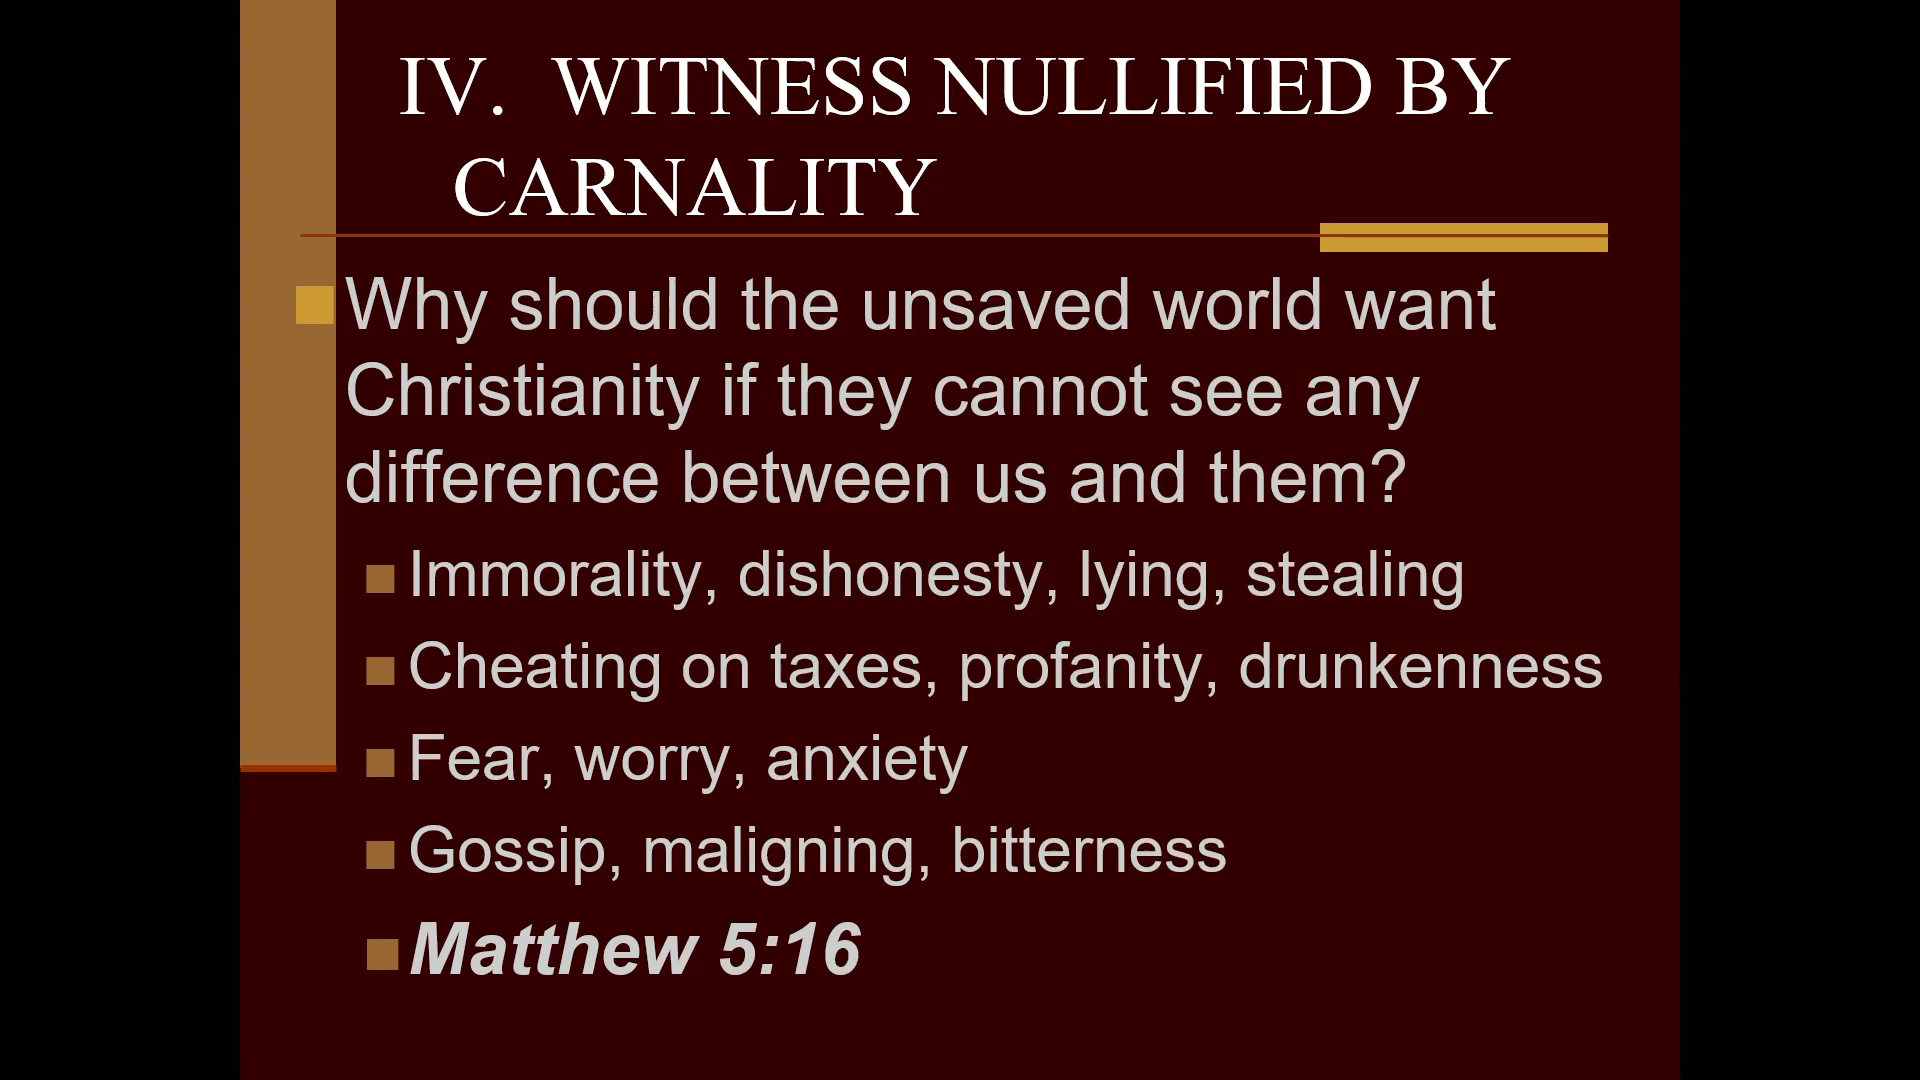 IV. WITNESS NULLIFIED BY
CARNALITY
Why should the unsaved world want
Christianity if they cannot see any
difference between us and them?
Immorality, dishonesty, lying, stealing
Cheating on taxes, profanity, drunkenness
Fear, worry, anxiety
Gossip, maligning, bitterness
Matthew 5:16